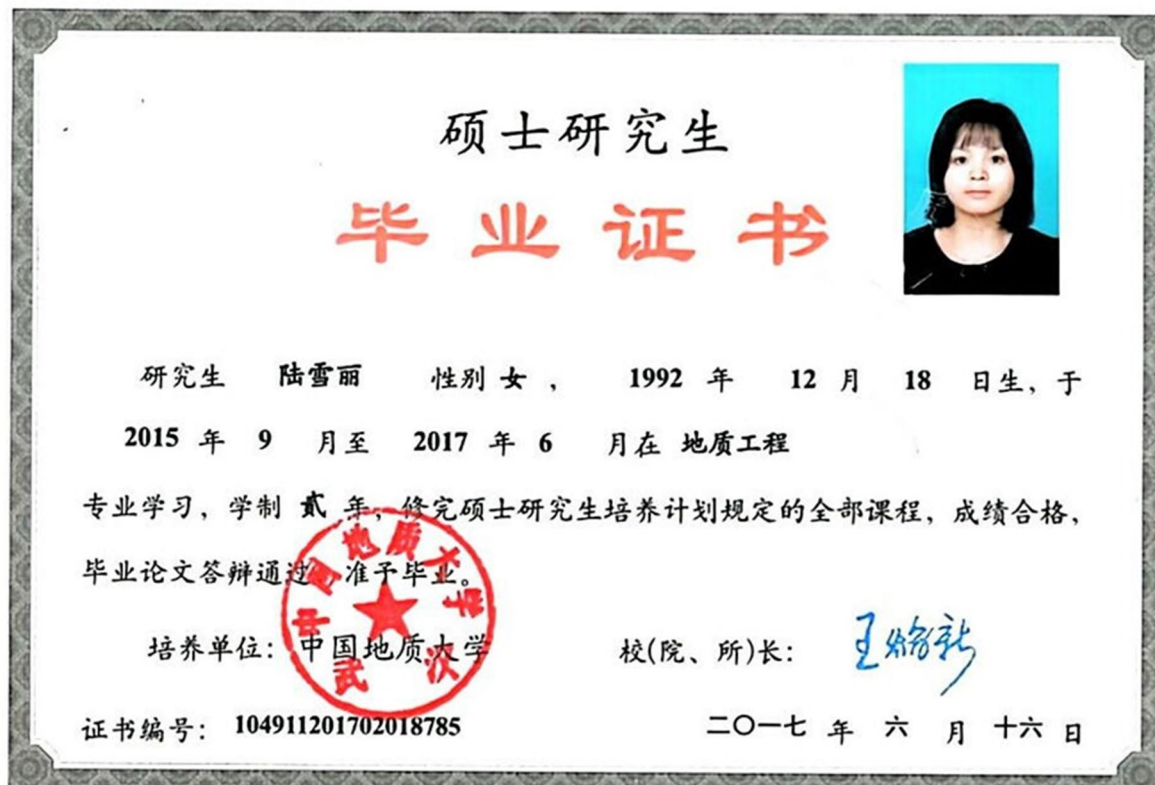 硕士研究生
毕业证书
研究生 陆雪丽 性别 女 , 1992 年 12 月 18 日生, 于
2015 年 9 月至 2017 年 6 月在 地质工程
专业学习, 学制 贰 年, 修完硕士研究生培养计划规定的全部课程, 成绩合格,
毕业论文答辩通过, 准予毕业。
中国地质大学
武汉
培养单位: 中国地质大学 校(院、所)长: 王焰新
证书编号: 104911201702018785 二〇一七 年 六 月 十六 日